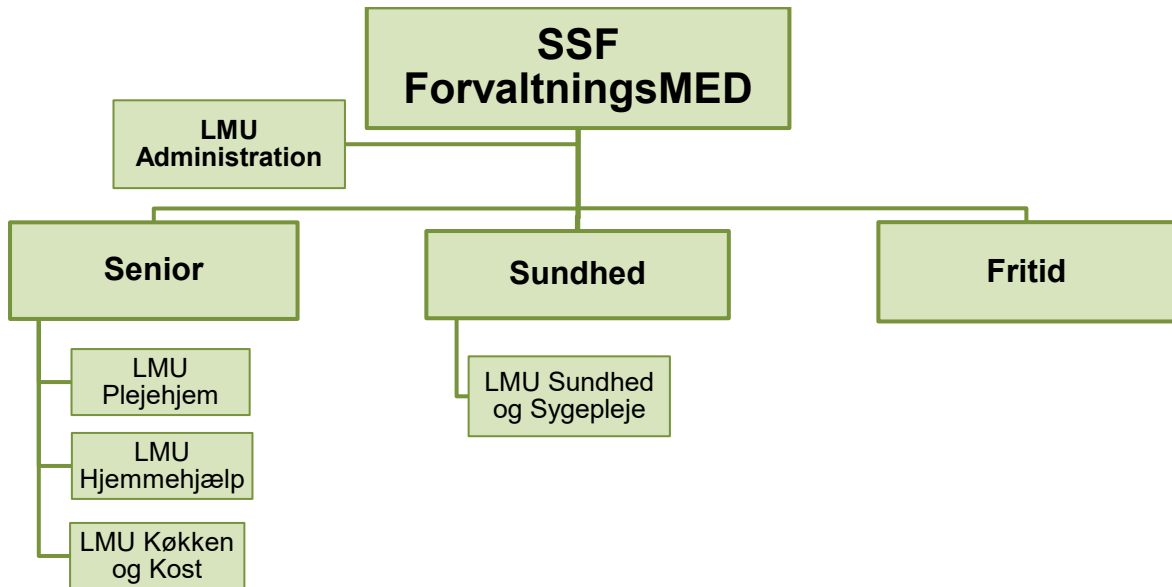 SSF
ForvaltningsMED
LMU
Administration
Senior
Sundhed
Fritid
LMU
Plejehjem
LMU
Hjemmehjælp
LMU Køkken
og Kost
LMU Sundhed
og Sygepleje